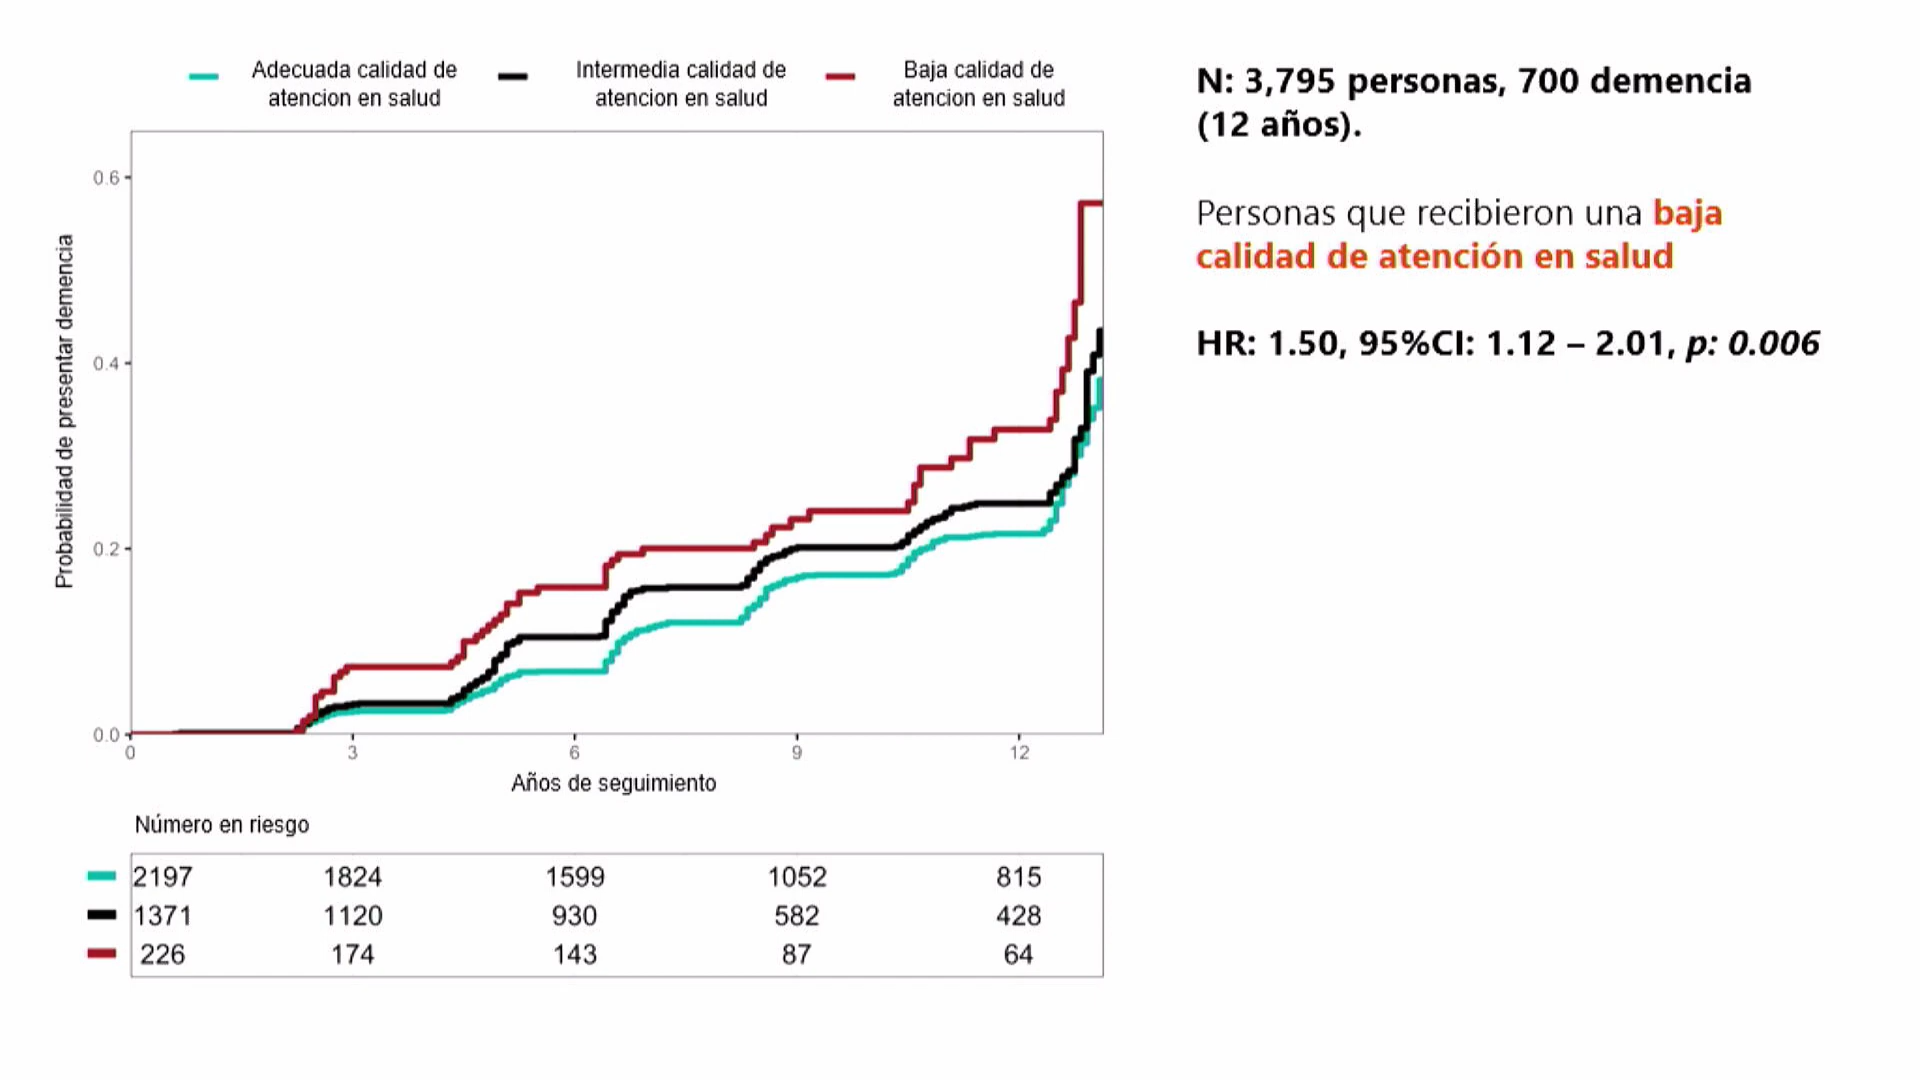 Adecuada calidad de
atencion en salud
Intermedia calidad de
atencion en salud
Baja calidad de
atencion en salud
Probabilidad de presentar demencia
0.6
0.4
0.2
0.0
0 3 6 9 12
Años de seguimiento
Número en riesgo
2197 1824 1599 1052 815
1371 1120 930 582 428
226 174 143 87 64
N: 3,795 personas, 700 demencia
(12 años).
Personas que recibieron una baja
calidad de atención en salud
HR: 1.50, 95%CI: 1.12 – 2.01, p: 0.006